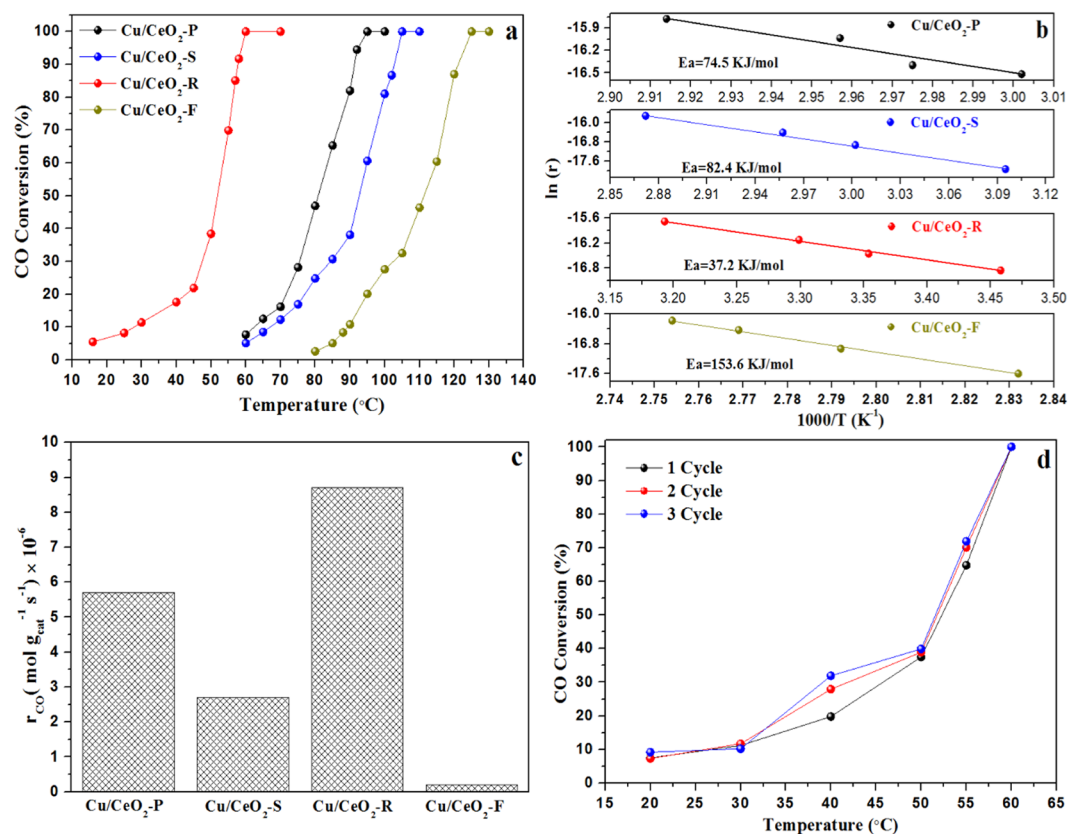 a
Cu/CeO₂-P
Cu/CeO₂-S
Cu/CeO₂-R
Cu/CeO₂-F
CO Conversion (%)
100
90
80
70
60
50
40
30
20
10
0
10 20 30 40 50 60 70 80 90 100 110 120 130 140
Temperature (°C)
b
ln (r)
-15.9
-16.2
-16.5
Cu/CeO₂-P
Ea=74.5 KJ/mol
2.90 2.91 2.92 2.93 2.94 2.95 2.96 2.97 2.98 2.99 3.00 3.01
-16.0
-16.8
-17.6
Cu/CeO₂-S
Ea=82.4 KJ/mol
2.85 2.88 2.91 2.94 2.96 3.00 3.03 3.06 3.09 3.12
-15.6
-16.2
-16.8
Cu/CeO₂-R
Ea=37.2 KJ/mol
3.15 3.20 3.25 3.30 3.35 3.40 3.45 3.50
-16.0
-16.8
-17.6
Cu/CeO₂-F
Ea=153.6 KJ/mol
2.74 2.75 2.76 2.77 2.78 2.79 2.80 2.81 2.82 2.83 2.84
1000/T (K⁻¹)
c
r_CO( mol g_cat⁻¹ s⁻¹) × 10⁻⁶
10
9
8
7
6
5
4
3
2
1
0
Cu/CeO₂-P Cu/CeO₂-S Cu/CeO₂-R Cu/CeO₂-F
d
1 Cycle
2 Cycle
3 Cycle
CO Conversion (%)
100
90
80
70
60
50
40
30
20
10
0
15 20 25 30 35 40 45 50 55 60 65
Temperature (°C)